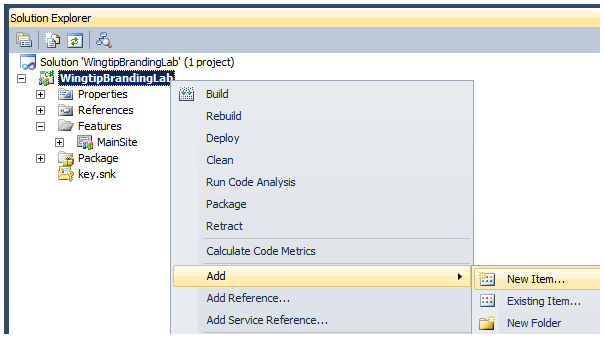 Solution Explorer
Solution 'WingtipBrandingLab' (1 project)
WingtipBrandingLab
Properties
References
Features
MainSite
Package
key.snk
Build
Rebuild
Deploy
Clean
Run Code Analysis
Package
Retract
Calculate Code Metrics
Add
Add Reference...
Add Service Reference...
New Item...
Existing Item...
New Folder